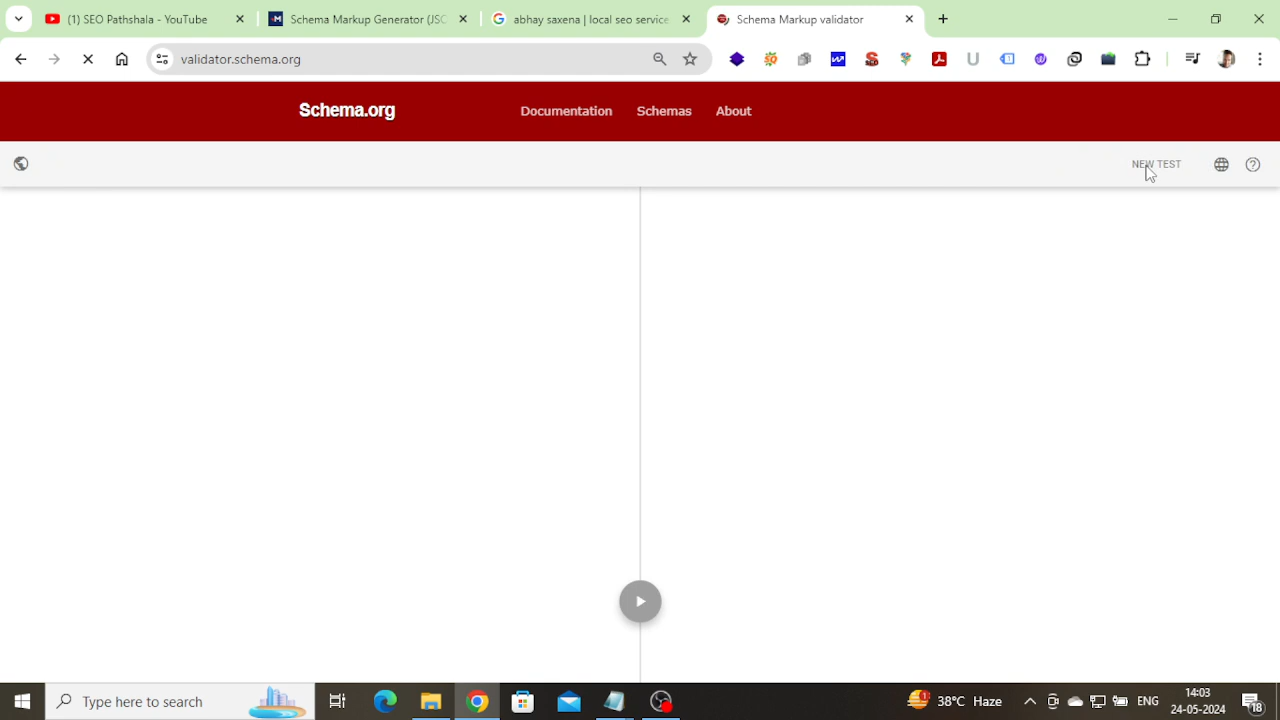 (1) SEO Pathshala - YouTube
Schema Markup Generator (JSC
abhay saxena | local seo service
Schema Markup validator
validator.schema.org
Schema.org
Documentation
Schemas
About
NEW TEST
Type here to search
1
38°C Haze
ENG
14:03
24-05-2024
18